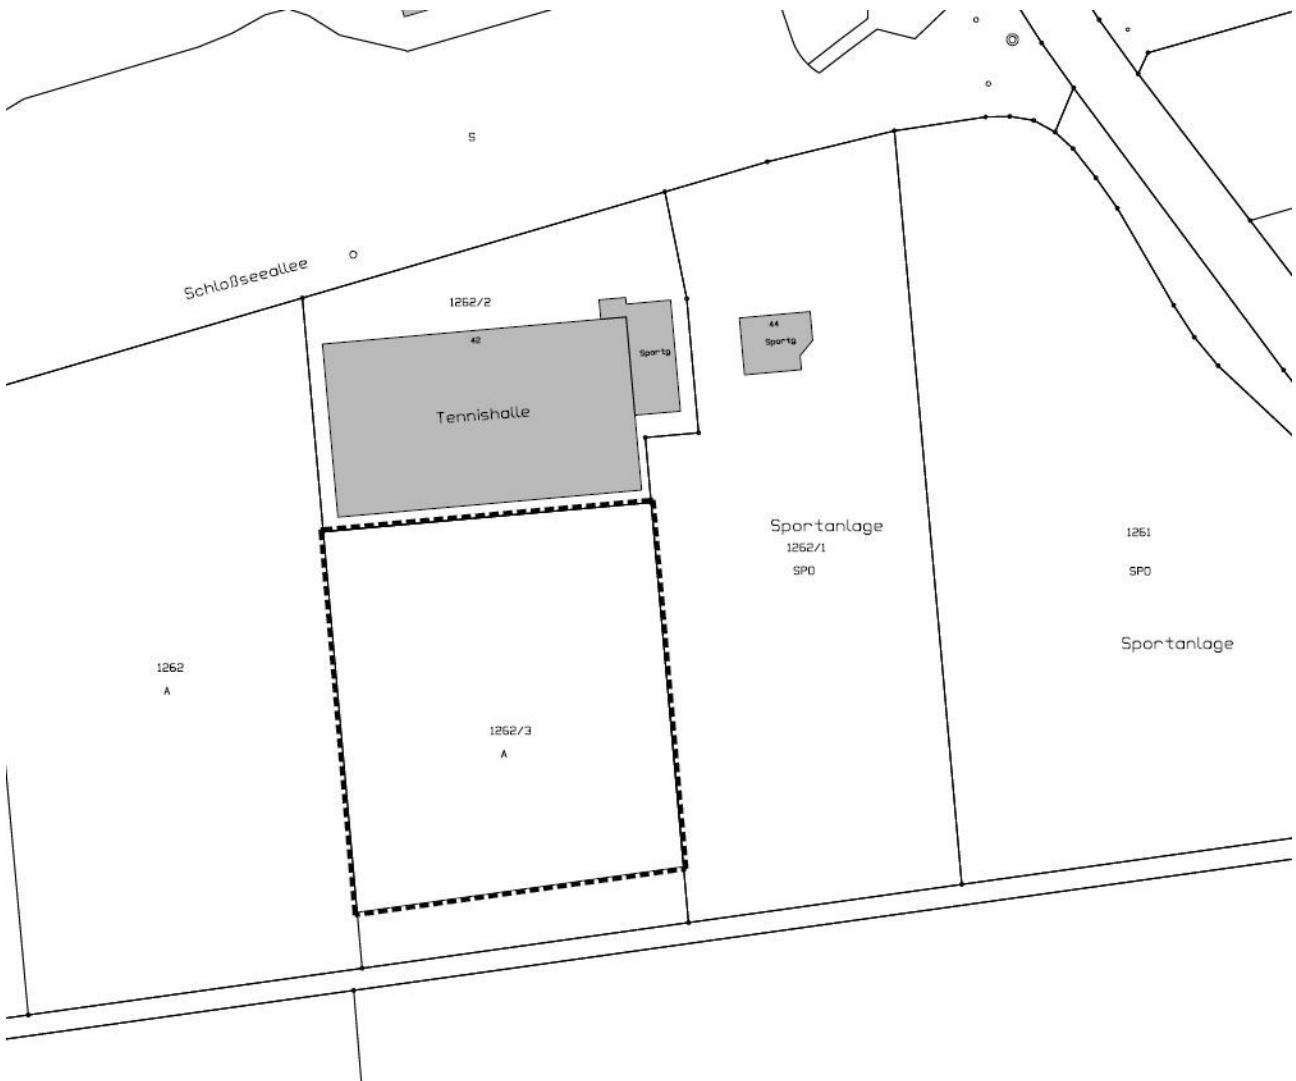 S
Schloßseeallee
1262/2
42
Sportg
44
Sportg
Tennishalle
Sportanlage
1262/1
SPO
1261
SPO
Sportanlage
1262
A
1262/3
A